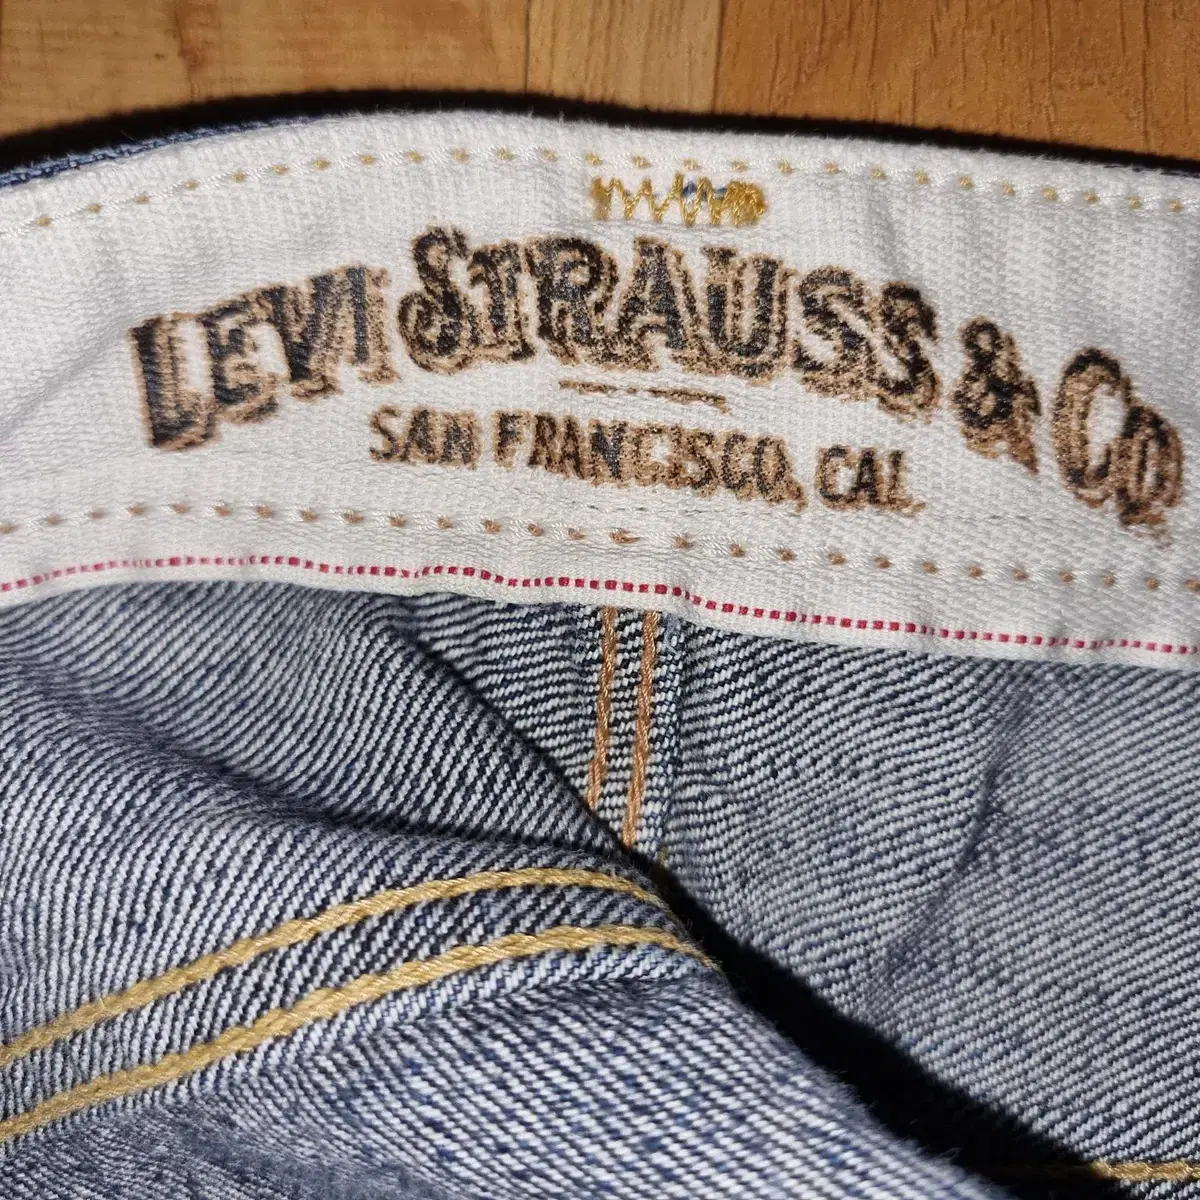 LEVI STRAUSS & CO
SAN FRANCISCO, CAL.